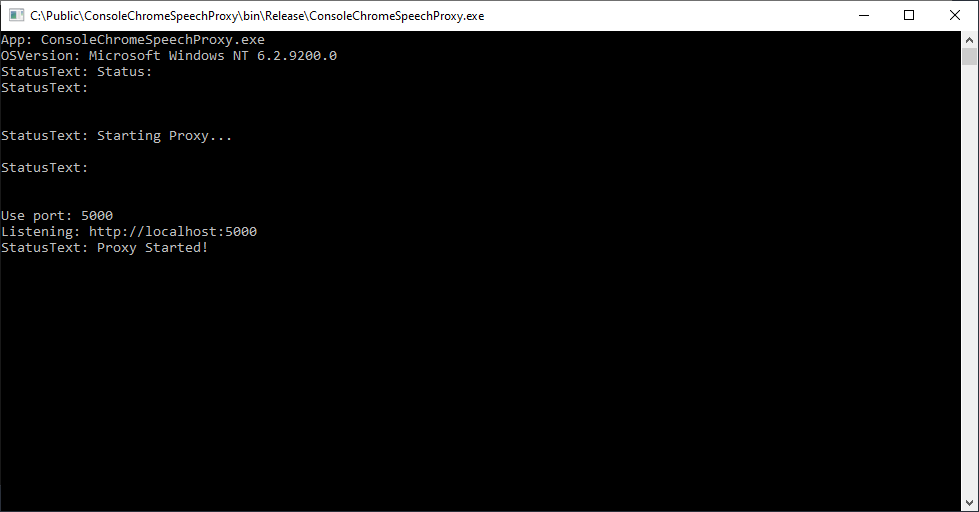 C:\Public\ConsoleChromeSpeechProxy\bin\Release\ConsoleChromeSpeechProxy.exe
App: ConsoleChromeSpeechProxy.exe
OSVersion: Microsoft Windows NT 6.2.9200.0
StatusText: Status:
StatusText:
StatusText: Starting Proxy...
StatusText:
Use port: 5000
Listening: http://localhost:5000
StatusText: Proxy Started!